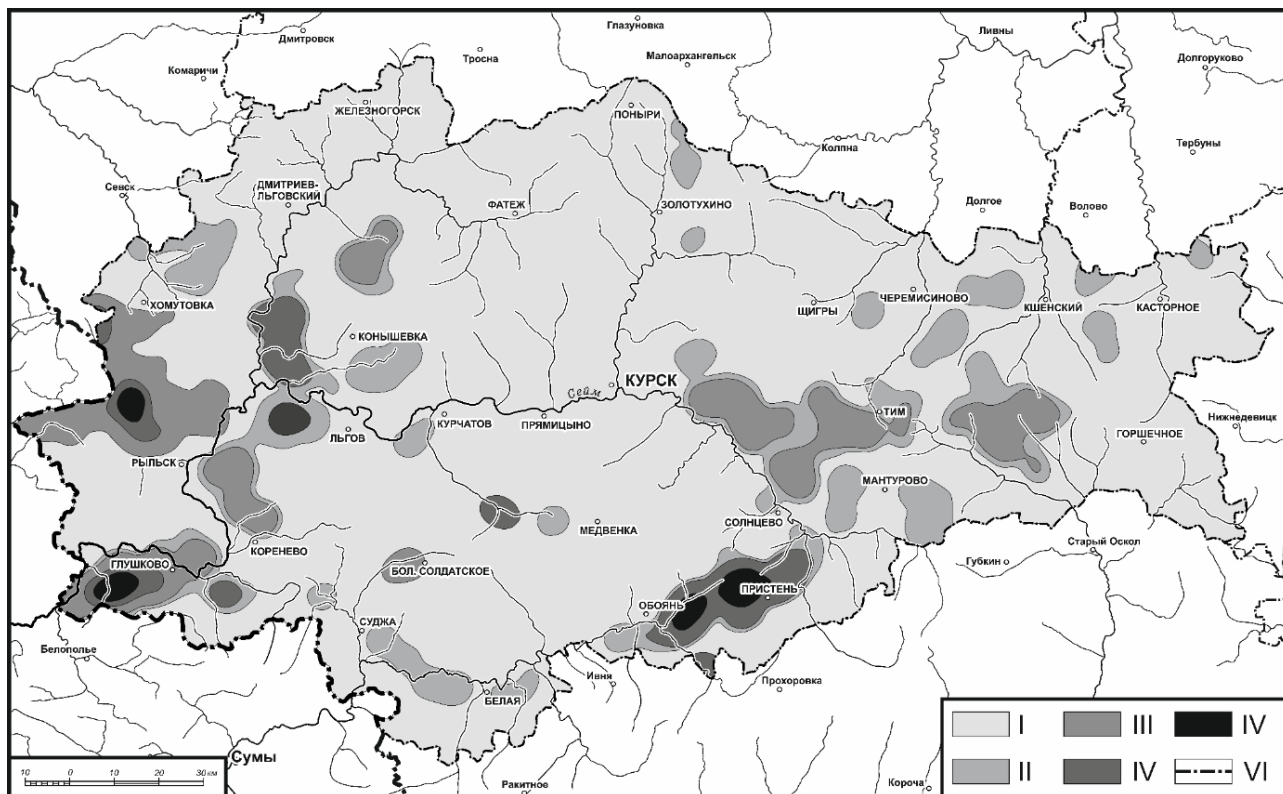 Глазуновка
Дмитровск
Ливны
Тросна
Малоархангельск
Долгоруково
Комаричи
ЖЕЛЕЗНОГОРСК
ПОНЫРИ
Колпна
Тербуны
Севск
ДМИТРИЕВ-
ЛЬГОВСКИЙ
ФАТЕЖ
ЗОЛОТУХИНО
Долгое
Волово
ХОМУТОВКА
ЩИГРЫ
ЧЕРЕМИСИНОВО
КШЕНСКИЙ
КАСТОРНОЕ
КОНЫШЕВКА
Сейм
КУРСК
ТИМ
Нижнедевицк
КУРЧАТОВ
ПРЯМИЦЫНО
ЛЬГОВ
ГОРШЕЧНОЕ
РЫЛЬСК
МАНТУРОВО
СОЛНЦЕВО
МЕДВЕНКА
КОРЕНЕВО
Старый Оскол
ГЛУШКОВО
БОЛ. СОЛДАТСКОЕ
Губкин
ПРИСТЕНЬ
ОБОЯНЬ
СУДЖА
Белополье
Ивня
Прохоровка
БЕЛАЯ
Сумы
Ракитное
Короча
10 0 10 20 30 км
I III IV
II IV VI